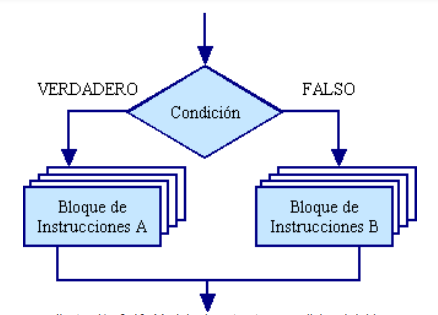 VERDADERO
FALSO
Condición
Bloque de
Instrucciones A
Bloque de
Instrucciones B